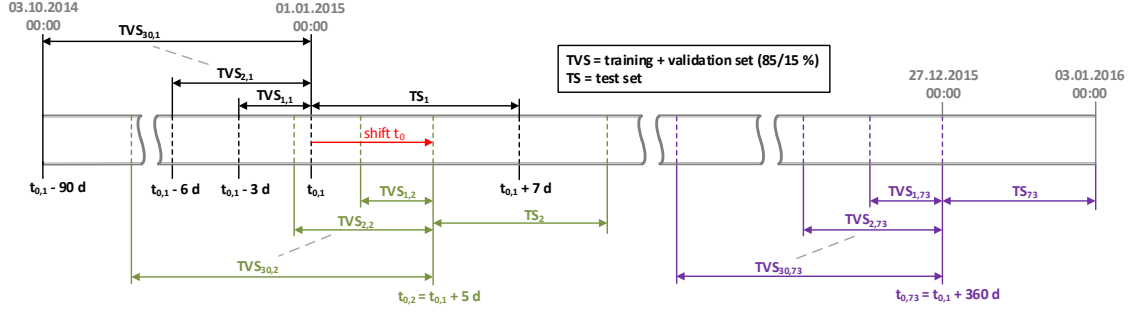 03.10.2014
00:00
01.01.2015
00:00
TVS30,1
TVS2,1
TVS1,1
TS1
TVS = training + validation set (85/15 %)
TS = test set
27.12.2015
00:00
03.01.2016
00:00
shift t0
t0,1 - 90 d
t0,1 - 6 d
t0,1 - 3 d
t0,1
t0,1 + 7 d
TVS1,2
TVS2,2
TS2
TVS30,2
t0,2 = t0,1 + 5 d
TVS1,73
TS73
TVS2,73
TVS30,73
t0,73 = t0,1 + 360 d